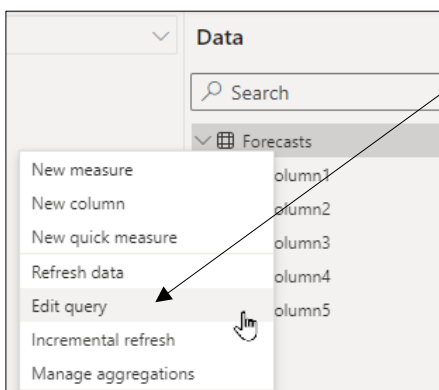 Data
Search
Forecasts
New measure
olumn1
New column
olumn2
New quick measure
olumn3
Refresh data
olumn4
Edit query
olumn5
Incremental refresh
Manage aggregations